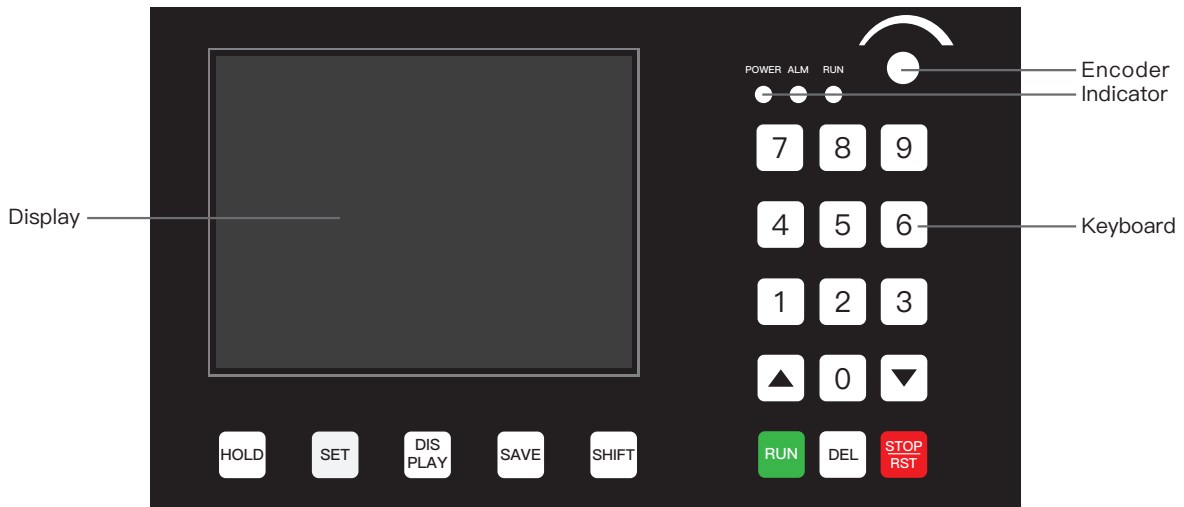 POWER ALM RUN
Encoder
Indicator
7 8 9
Display
4 5 6
Keyboard
1 2 3
0
HOLD
SET
DIS
PLAY
SAVE
SHIFT
RUN
DEL
STOP
RST